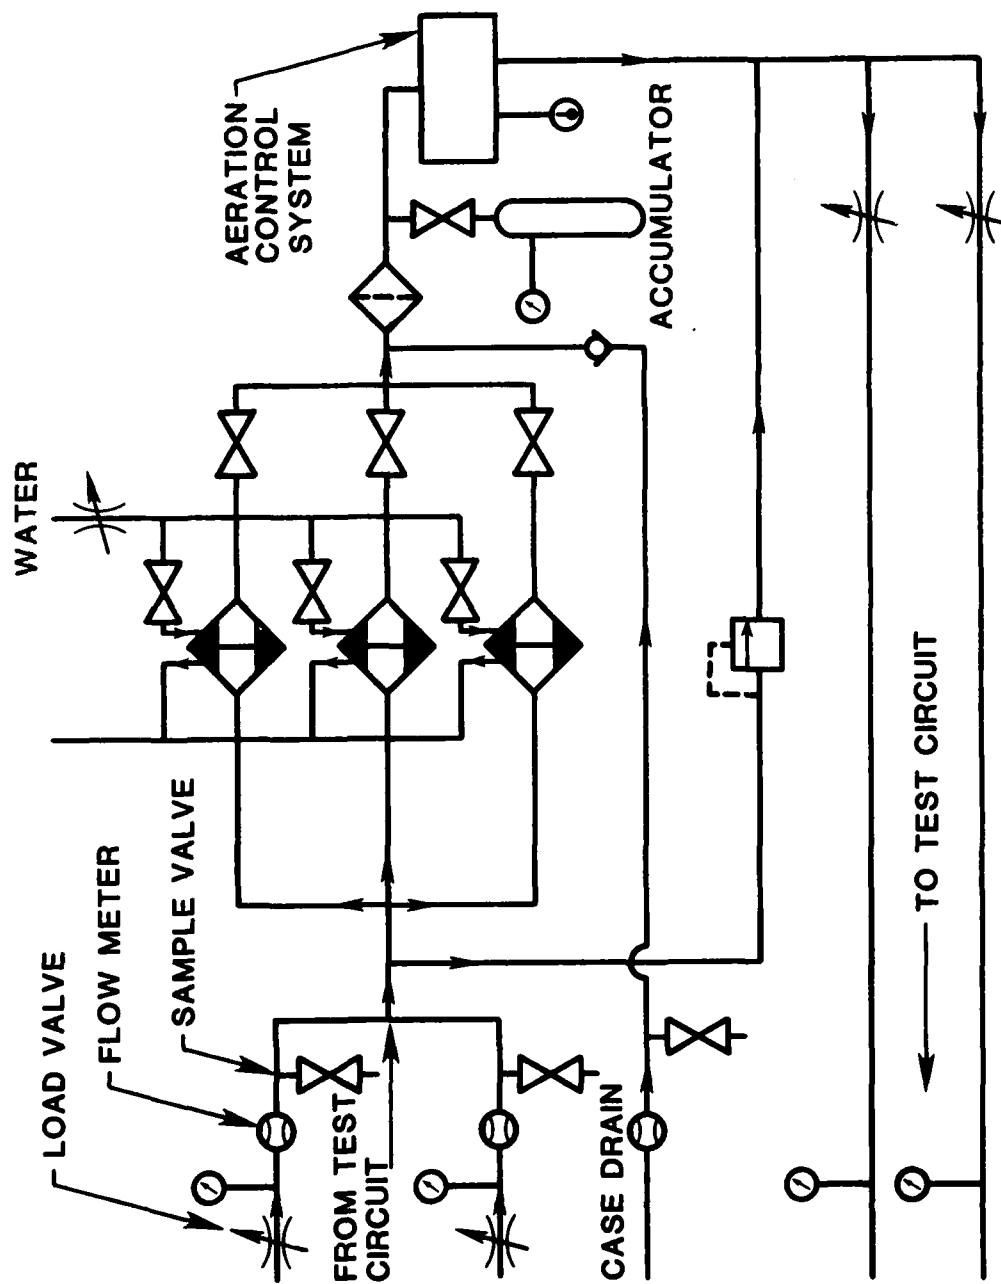 LOAD VALVE
FLOW METER
SAMPLE VALVE
WATER
AERATION
CONTROL
SYSTEM
ACCUMULATOR
FROM TEST
CIRCUIT
CASE DRAIN
TO TEST CIRCUIT